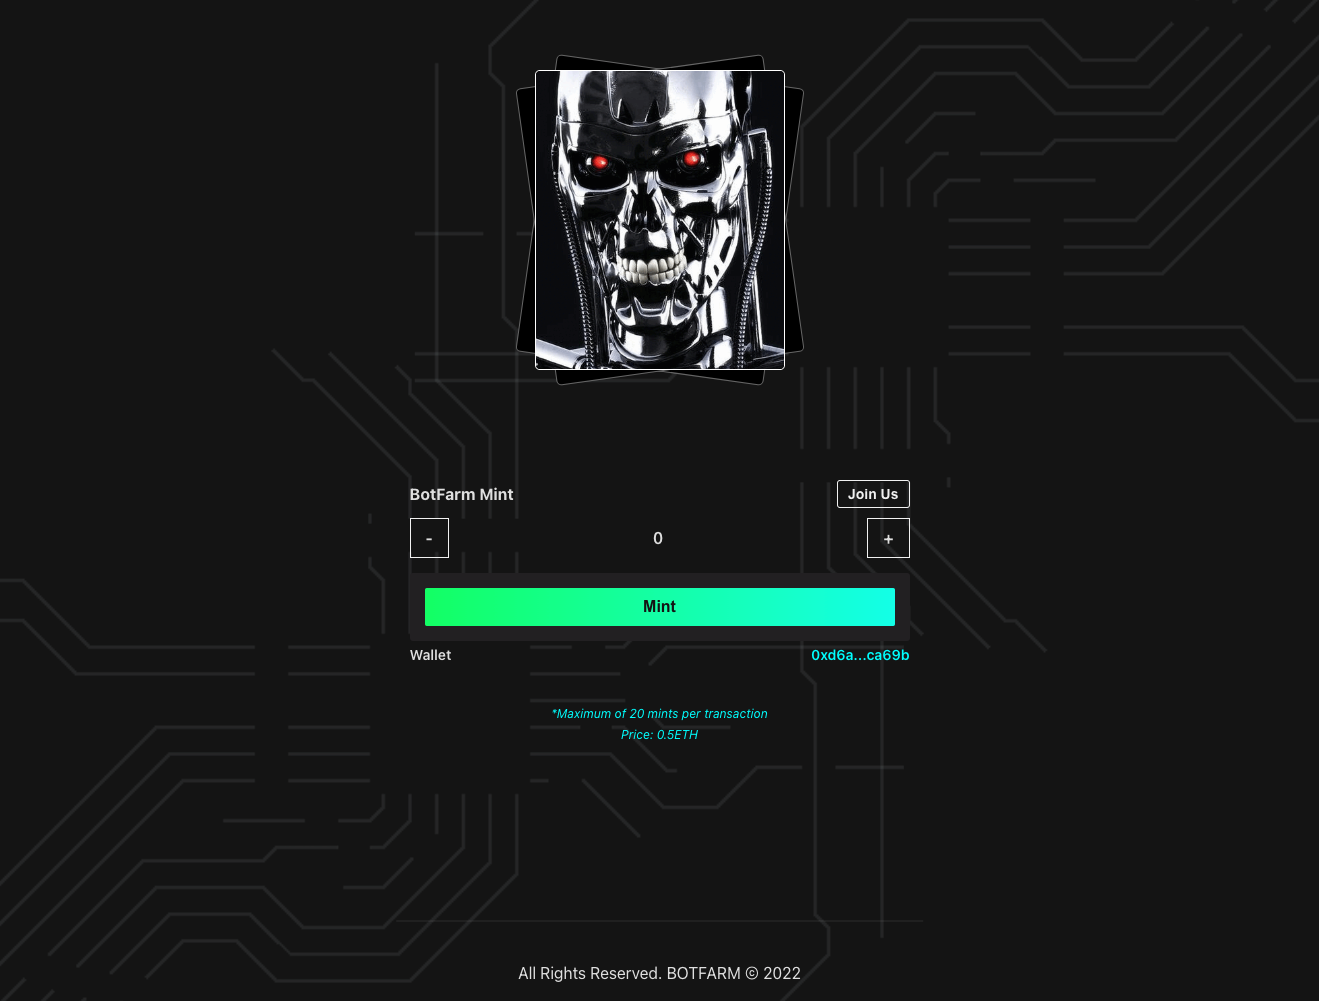 BotFarm Mint
Join Us
- 0 +
Mint
Wallet 0xd6a...ca69b
*Maximum of 20 mints per transaction
Price: 0.5ETH
All Rights Reserved. BOTFARM © 2022